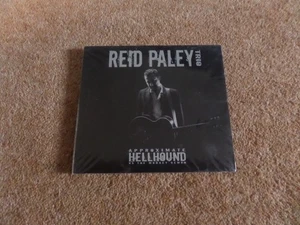 REID PALEY
TRIO
APPROXIMATE
HELLHOUND